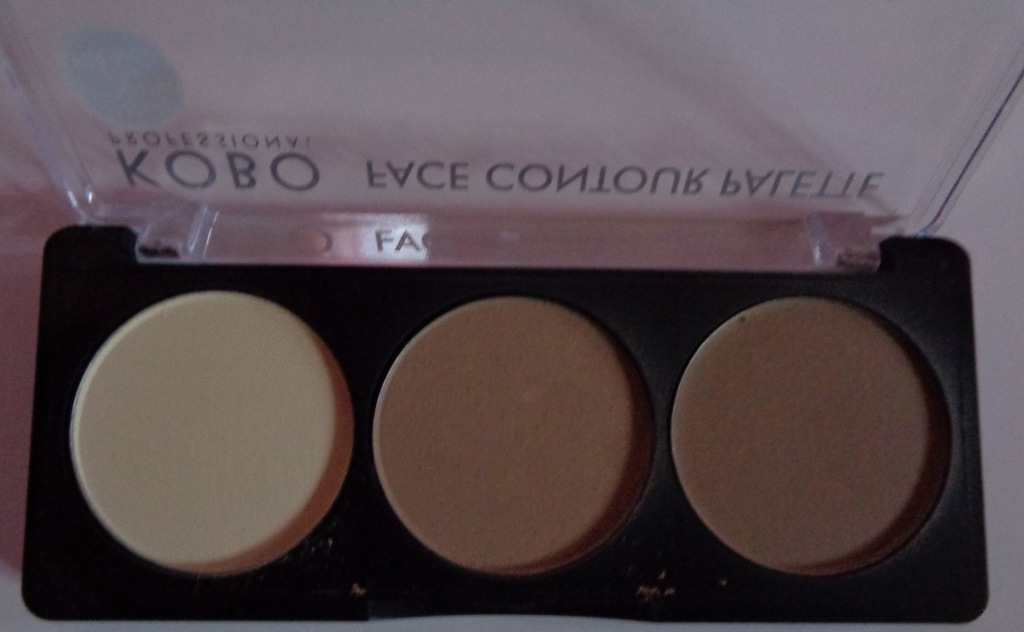 KOBO
PROFESSIONAL
FACE CONTOUR PALETTE